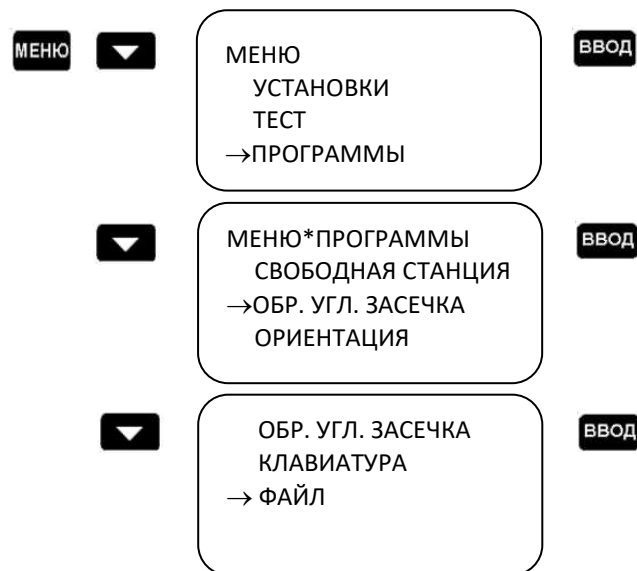 МЕНЮ
МЕНЮ
УСТАНОВКИ
ТЕСТ
→ПРОГРАММЫ
ВВОД
МЕНЮ*ПРОГРАММЫ
СВОБОДНАЯ СТАНЦИЯ
→ОБР. УГЛ. ЗАСЕЧКА
ОРИЕНТАЦИЯ
ВВОД
ОБР. УГЛ. ЗАСЕЧКА
КЛАВИАТУРА
→ ФАЙЛ
ВВОД